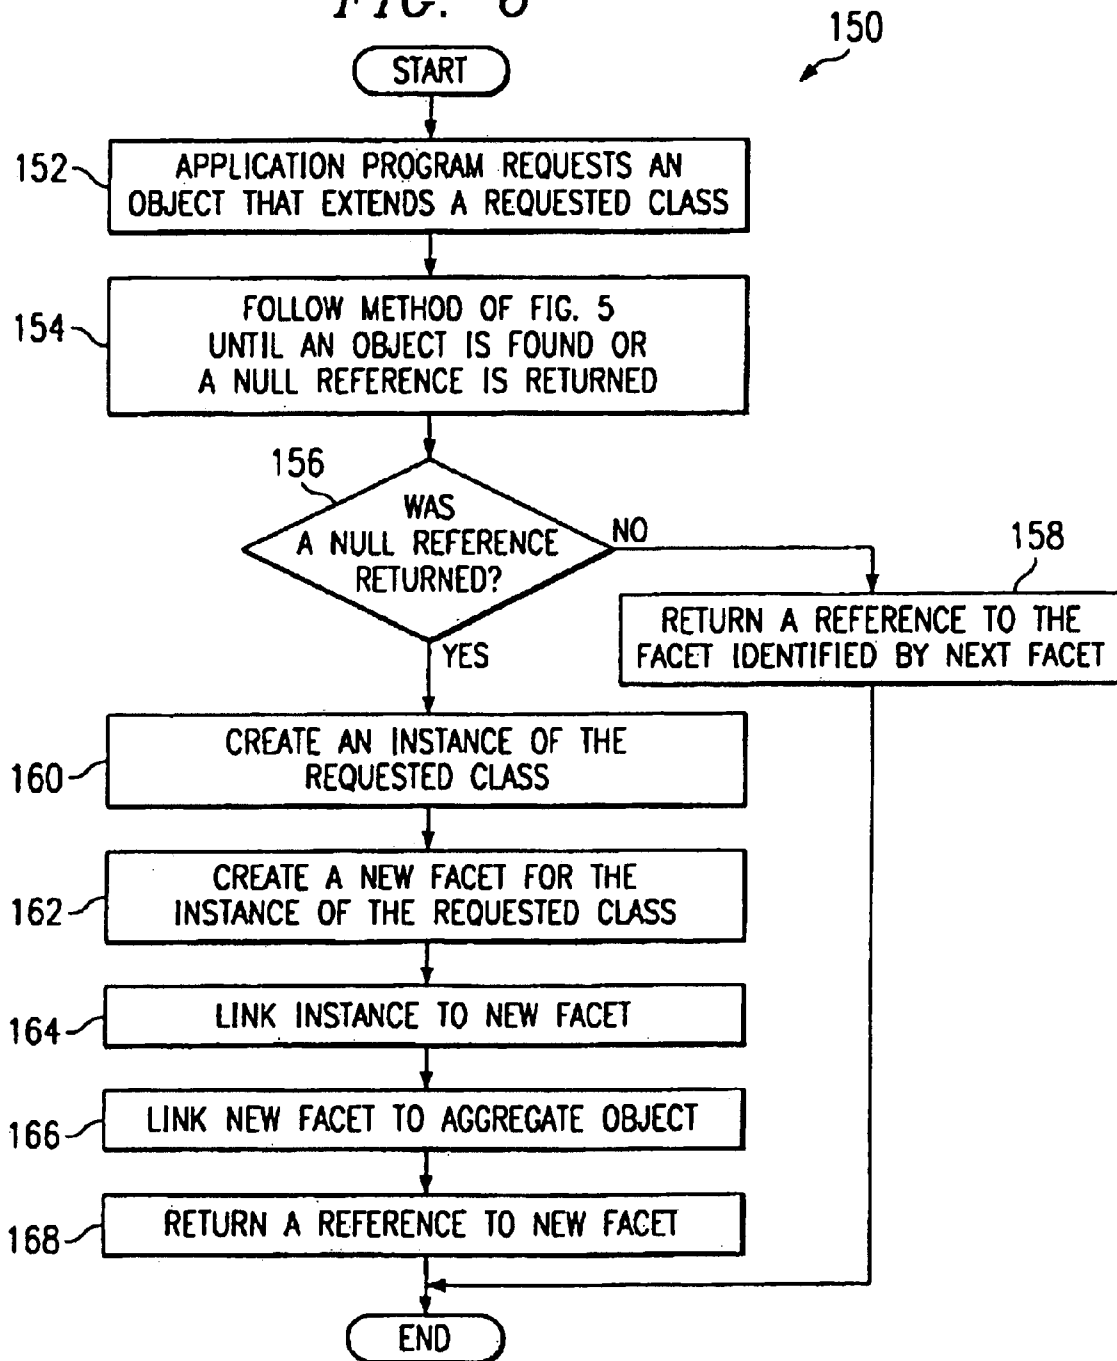 FIG. 6
150
START
152
APPLICATION PROGRAM REQUESTS AN
OBJECT THAT EXTENDS A REQUESTED CLASS
154
FOLLOW METHOD OF FIG. 5
UNTIL AN OBJECT IS FOUND OR
A NULL REFERENCE IS RETURNED
156
WAS
A NULL REFERENCE
RETURNED?
NO
YES
158
RETURN A REFERENCE TO THE
FACET IDENTIFIED BY NEXT FACET
160
CREATE AN INSTANCE OF THE
REQUESTED CLASS
162
CREATE A NEW FACET FOR THE
INSTANCE OF THE REQUESTED CLASS
164
LINK INSTANCE TO NEW FACET
166
LINK NEW FACET TO AGGREGATE OBJECT
168
RETURN A REFERENCE TO NEW FACET
END